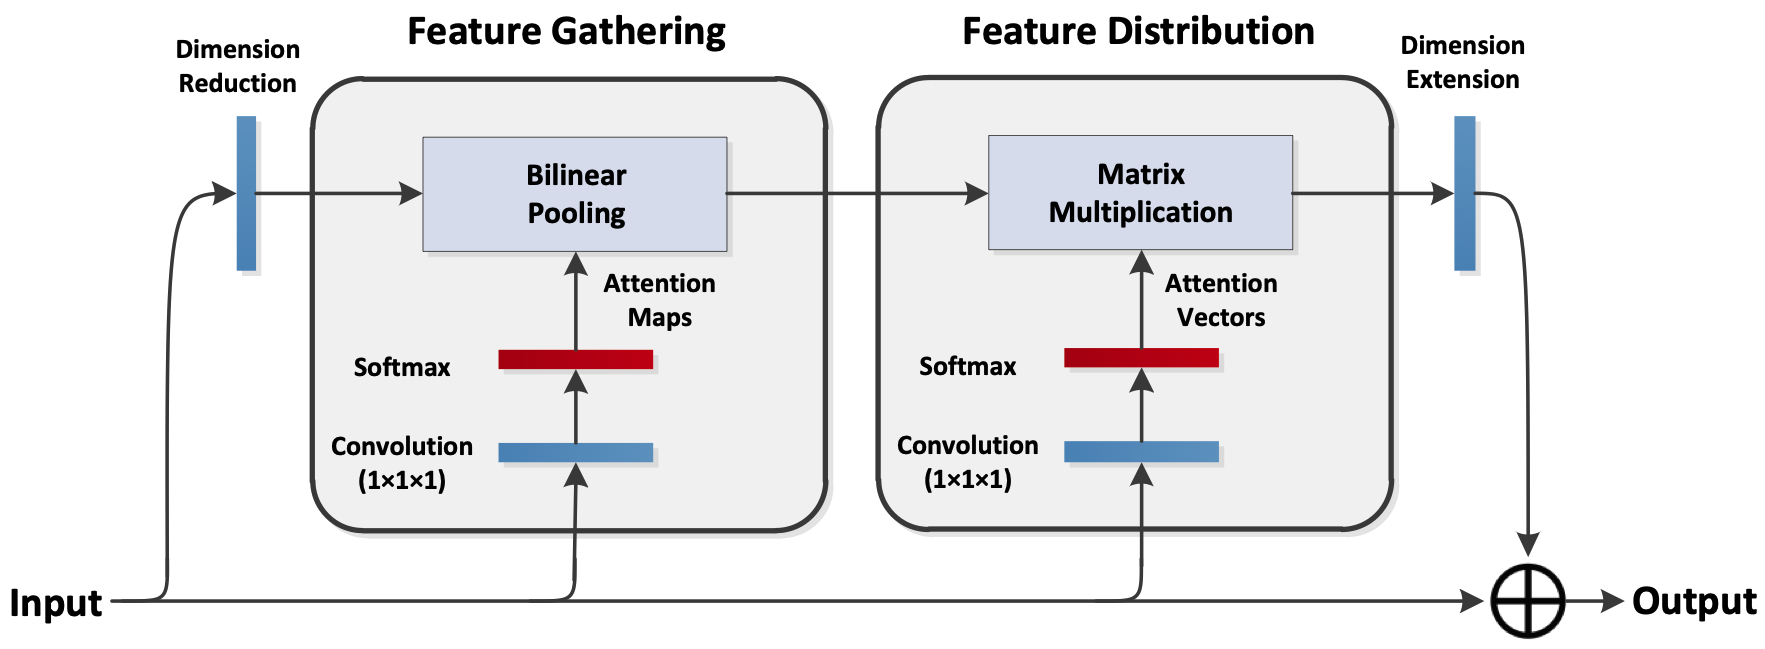 Feature Gathering
Feature Distribution
Dimension
Reduction
Dimension
Extension
Bilinear
Pooling
Matrix
Multiplication
Attention
Maps
Attention
Vectors
Softmax
Softmax
Convolution
(1×1×1)
Convolution
(1×1×1)
Input
Output